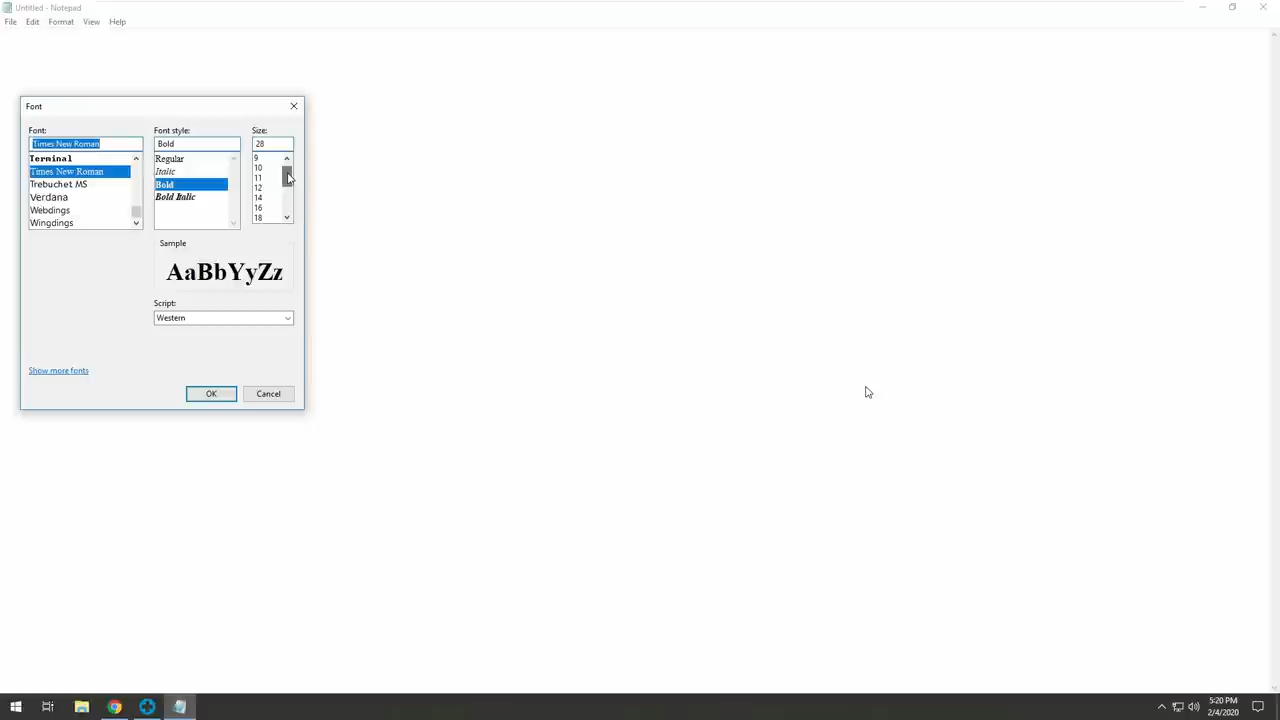 Untitled - Notepad
File Edit Format View Help
Font
Font: Font style: Size:
Times New Roman Bold 28
Terminal
Times New Roman
Trebuchet MS
Verdana
Webdings
Wingdings
Regular
Italic
Bold
Bold Italic
9
10
11
12
14
16
18
Sample
AaBbYyZz
Script:
Western
Show more fonts
OK Cancel
5:20 PM
2/4/2020